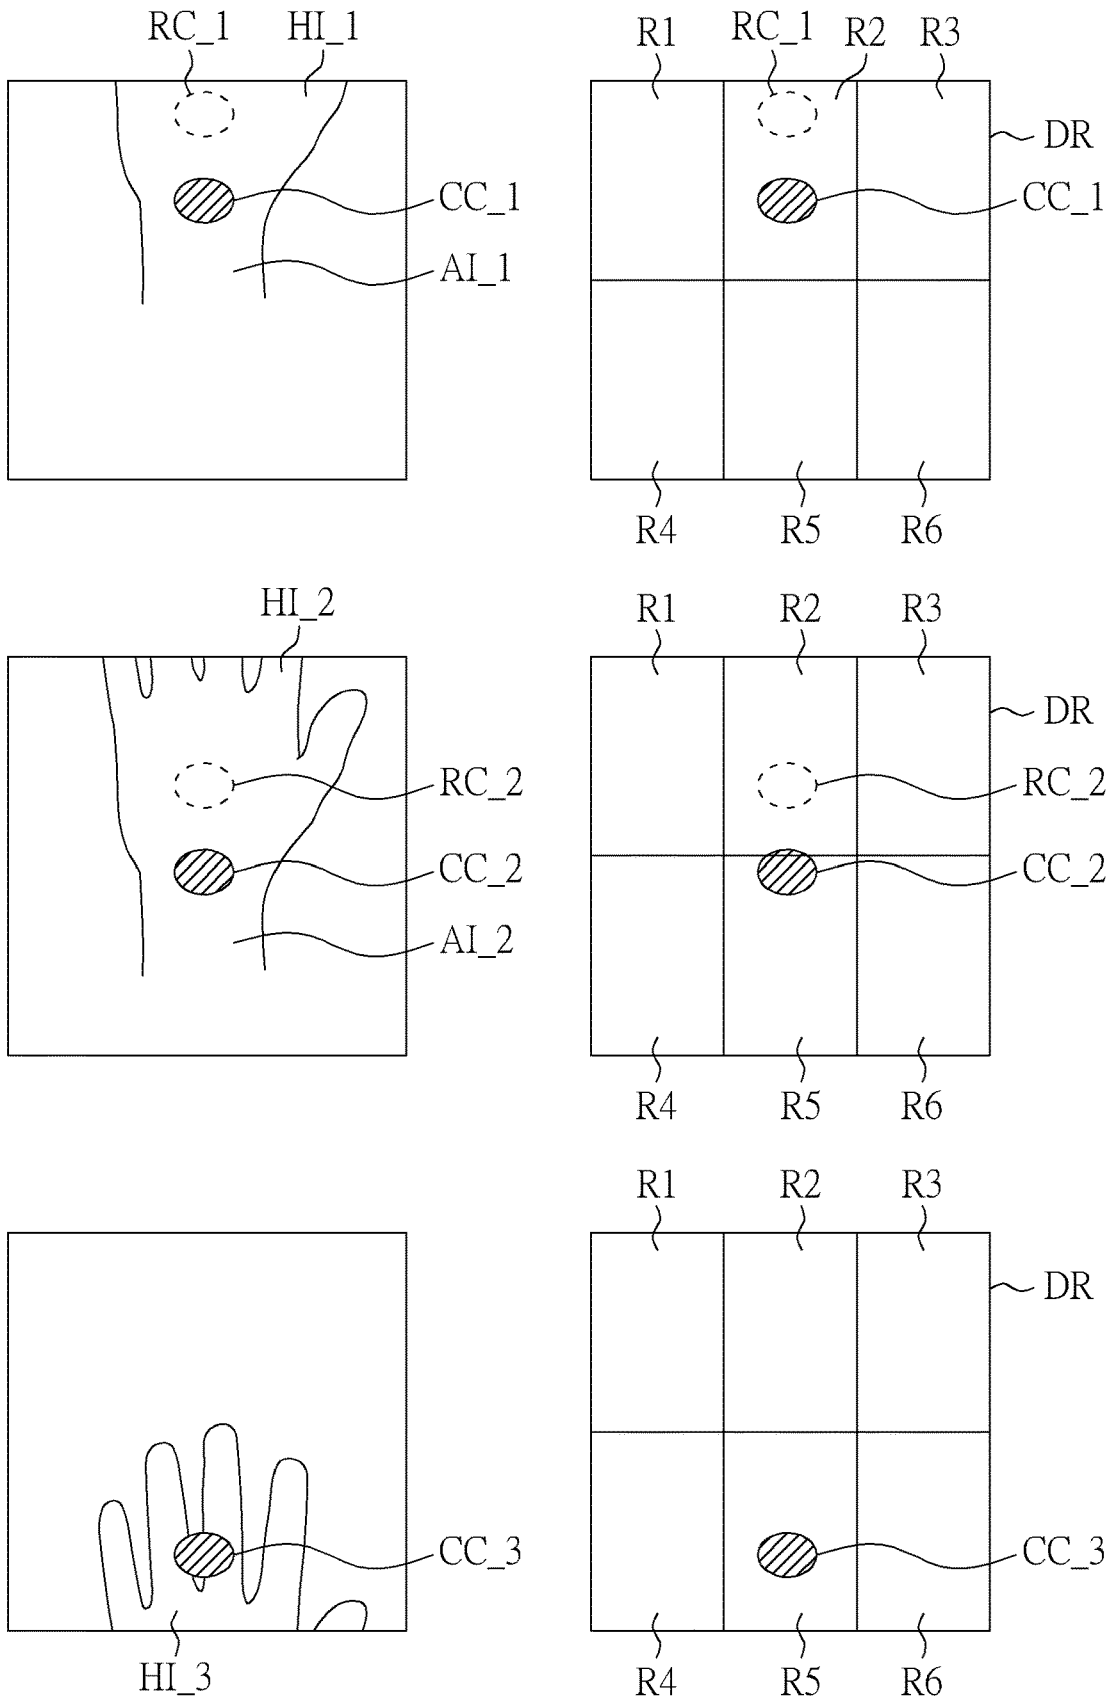 RC_1 HI_1
CC_1
AI_1
R1 RC_1 R2 R3
DR
CC_1
R4 R5 R6
HI_2
RC_2
CC_2
AI_2
R1 R2 R3
DR
RC_2
CC_2
R4 R5 R6
CC_3
HI_3
R1 R2 R3
DR
CC_3
R4 R5 R6